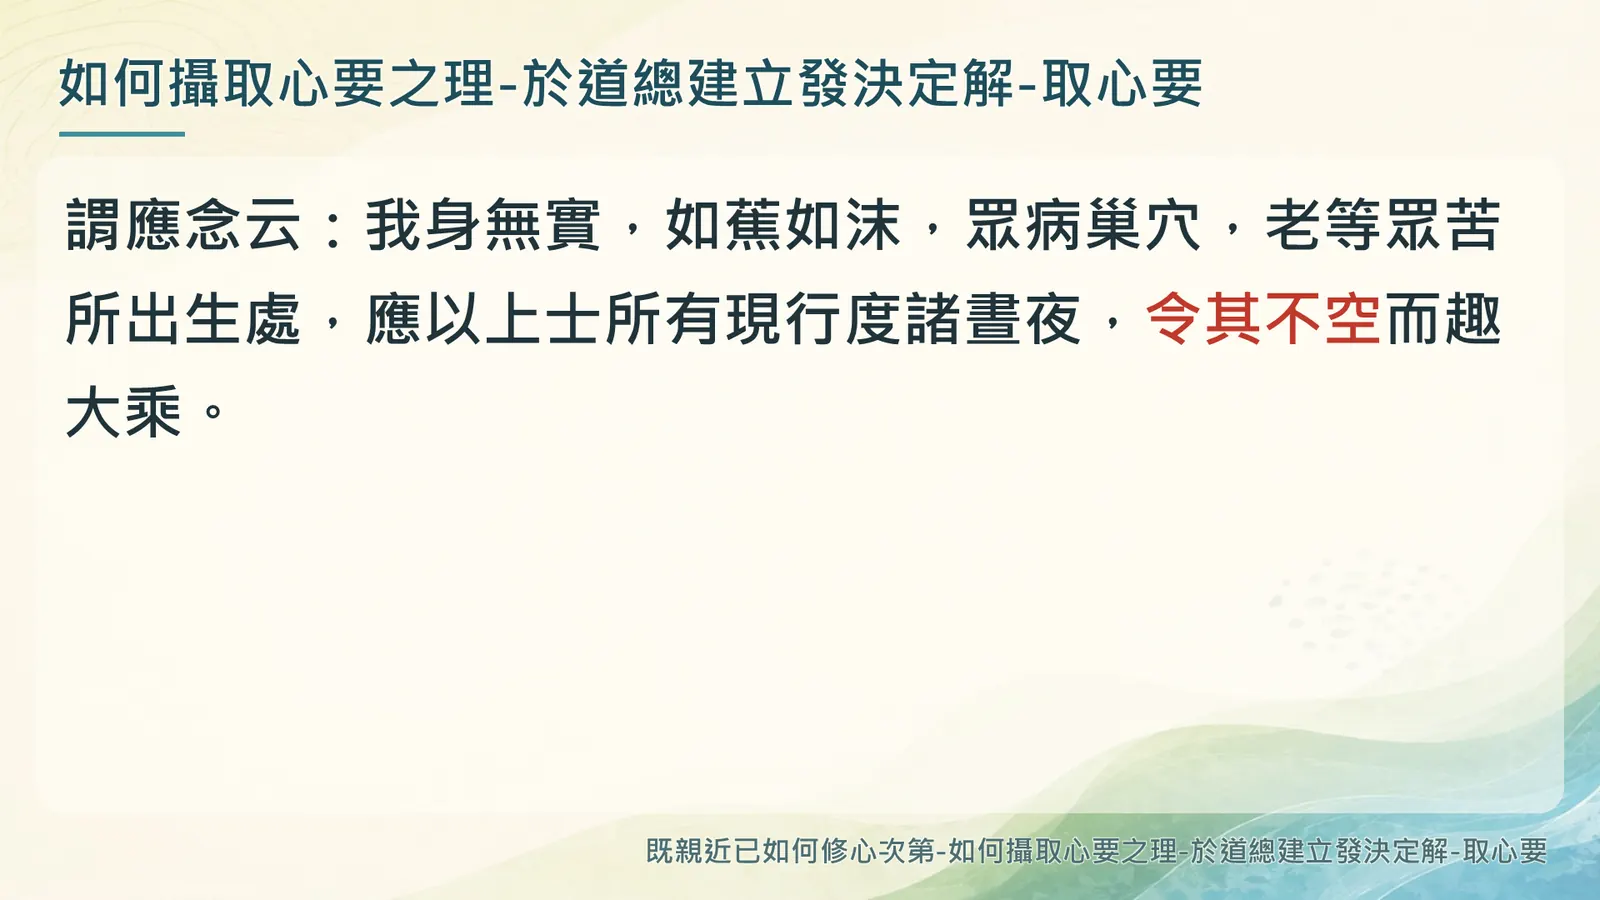 如何攝取心要之理-於道總建立發決定解-取心要
謂應念云：我身無實，如蕉如沫，眾病巢穴，老等眾苦
所出生處，應以上士所有現行度諸晝夜，令其不空而趣
大乘。
既親近已如何修心次第-如何攝取心要之理-於道總建立發決定解-取心要